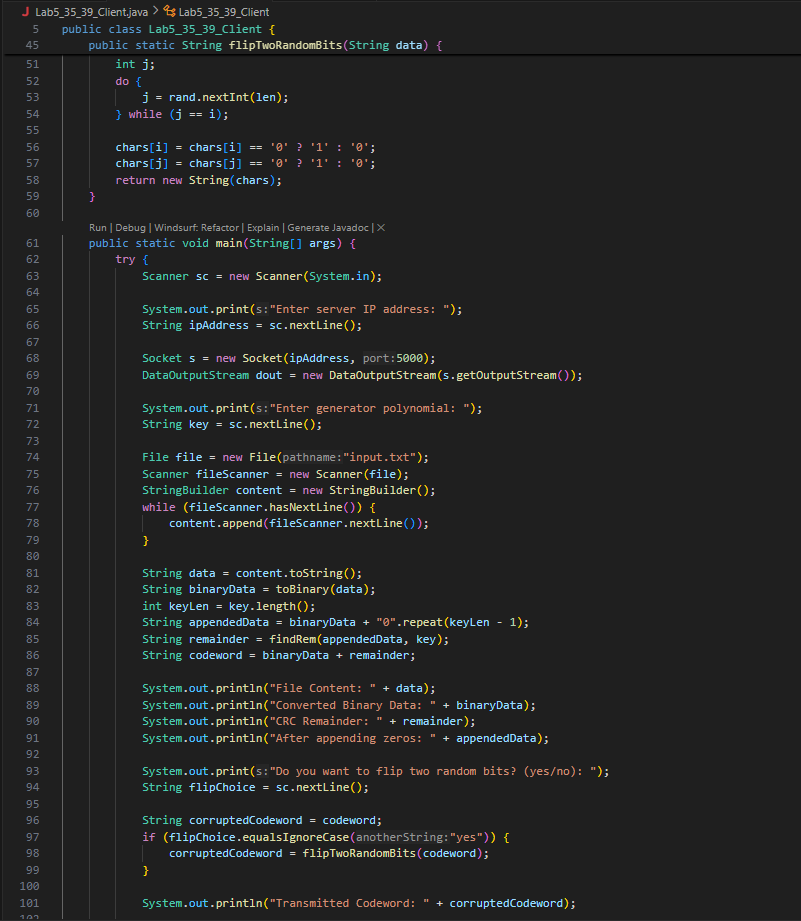 Lab5_35_39_Client.java > Lab5_35_39_Client
5 public class Lab5_35_39_Client {
45 public static String flipTwoRandomBits(String data) {
51 int j;
52 do {
53 j = rand.nextInt(len);
54 } while (j == i);
55
56 chars[i] = chars[i] == '0' ? '1' : '0';
57 chars[j] = chars[j] == '0' ? '1' : '0';
58 return new String(chars);
59 }
60
Run | Debug | Windsurf: Refactor | Explain | Generate Javadoc | ×
61 public static void main(String[] args) {
62 try {
63 Scanner sc = new Scanner(System.in);
64
65 System.out.print(s:"Enter server IP address: ");
66 String ipAddress = sc.nextLine();
67
68 Socket s = new Socket(ipAddress, port:5000);
69 DataOutputStream dout = new DataOutputStream(s.getOutputStream());
70
71 System.out.print(s:"Enter generator polynomial: ");
72 String key = sc.nextLine();
73
74 File file = new File(pathname:"input.txt");
75 Scanner fileScanner = new Scanner(file);
76 StringBuilder content = new StringBuilder();
77 while (fileScanner.hasNextLine()) {
78 content.append(fileScanner.nextLine());
79 }
80
81 String data = content.toString();
82 String binaryData = toBinary(data);
83 int keyLen = key.length();
84 String appendedData = binaryData + "0".repeat(keyLen - 1);
85 String remainder = findRem(appendedData, key);
86 String codeword = binaryData + remainder;
87
88 System.out.println("File Content: " + data);
89 System.out.println("Converted Binary Data: " + binaryData);
90 System.out.println("CRC Remainder: " + remainder);
91 System.out.println("After appending zeros: " + appendedData);
92
93 System.out.print(s:"Do you want to flip two random bits? (yes/no): ");
94 String flipChoice = sc.nextLine();
95
96 String corruptedCodeword = codeword;
97 if (flipChoice.equalsIgnoreCase(anotherString:"yes")) {
98 corruptedCodeword = flipTwoRandomBits(codeword);
99 }
100
101 System.out.println("Transmitted Codeword: " + corruptedCodeword);
102